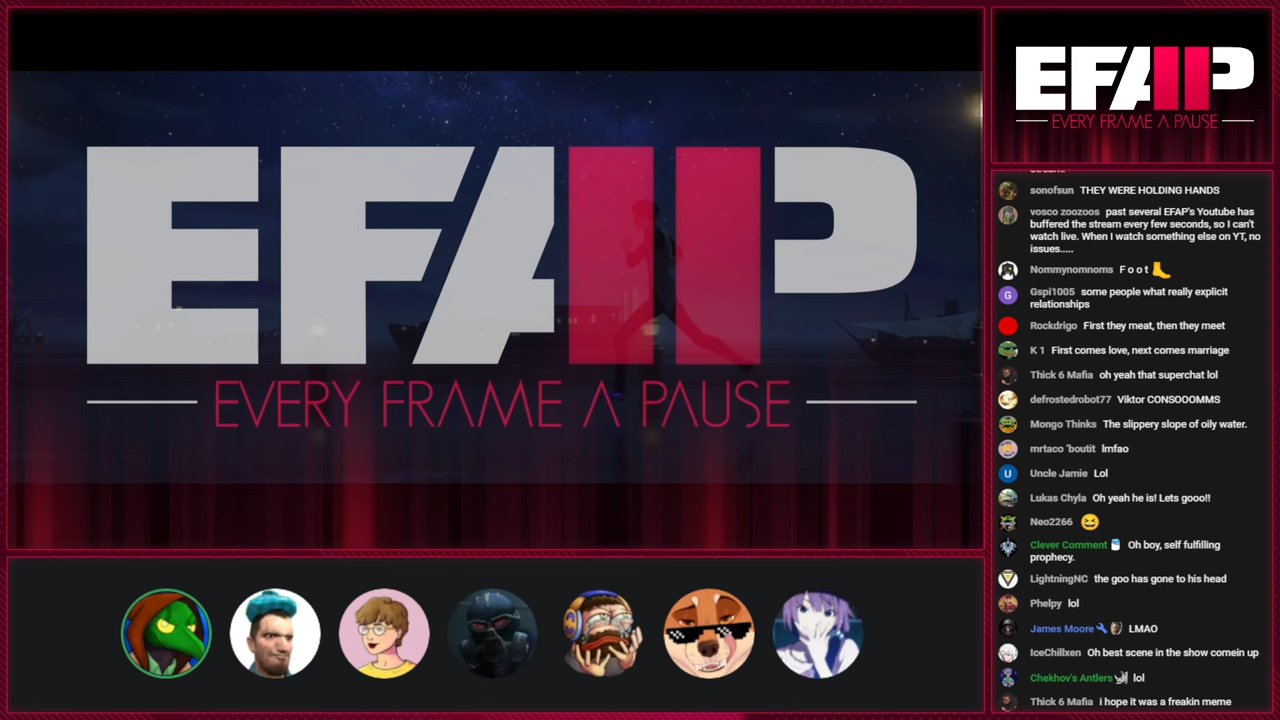 EFAP
EVERY FRAME A PAUSE
EFAP
EVERY FRAME A PAUSE
sonofsun THEY WERE HOLDING HANDS
vosco zoozoos past several EFAP's Youtube has
buffered the stream every few seconds, so I can't
watch live. When I watch something else on YT, no
issues.....
Nommynomnoms F o o t
G
Gspi1005 some people what really explicit
relationships
Rockdrigo First they meat, then they meet
K 1 First comes love, next comes marriage
Thick 6 Mafia oh yeah that superchat lol
defrostedrobot77 Viktor CONSOOOMMS
Mongo Thinks The slippery slope of oily water.
mrtaco 'boutit lmfao
U
Uncle Jamie Lol
Lukas Chyla Oh yeah he is! Lets gooo!!
Neo2266
Clever Comment Oh boy, self fulfilling
prophecy.
LightningNC the goo has gone to his head
Phelpy lol
James Moore LMAO
IceChillxen Oh best scene in the show comein up
Chekhov's Antlers lol
Thick 6 Mafia i hope it was a freakin meme